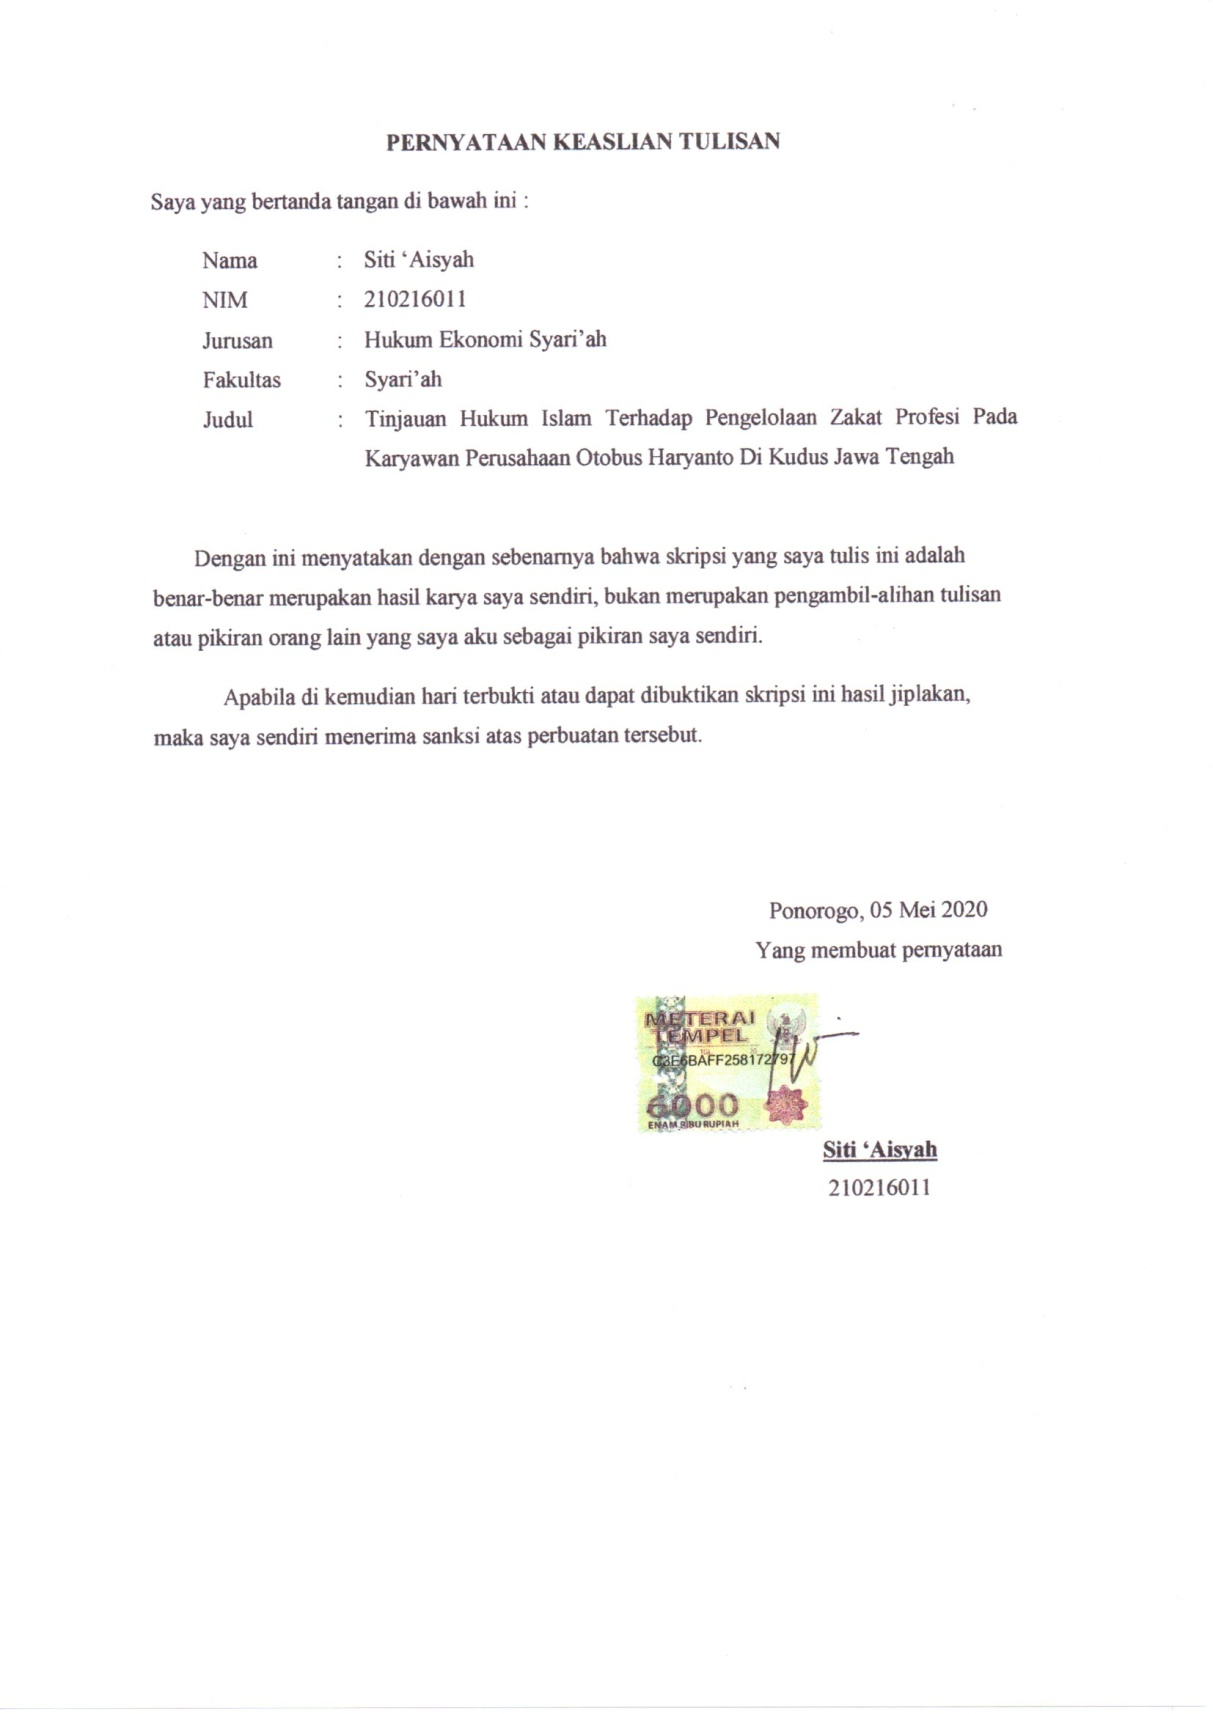 PERNYATAAN KEASLIAN TULISAN
Saya yang bertanda tangan di bawah ini :
Nama : Siti ‘Aisyah
NIM : 210216011
Jurusan : Hukum Ekonomi Syari’ah
Fakultas : Syari’ah
Judul : Tinjauan Hukum Islam Terhadap Pengelolaan Zakat Profesi Pada
Karyawan Perusahaan Otobus Haryanto Di Kudus Jawa Tengah
Dengan ini menyatakan dengan sebenarnya bahwa skripsi yang saya tulis ini adalah
benar-benar merupakan hasil karya saya sendiri, bukan merupakan pengambil-alihan tulisan
atau pikiran orang lain yang saya aku sebagai pikiran saya sendiri.
Apabila di kemudian hari terbukti atau dapat dibuktikan skripsi ini hasil jiplakan,
maka saya sendiri menerima sanksi atas perbuatan tersebut.
Ponorogo, 05 Mei 2020
Yang membuat pernyataan
METERAI
TEMPEL
C3E6BAFF258172797
6000
ENAM RIBU RUPIAH
Siti ‘Aisyah
210216011